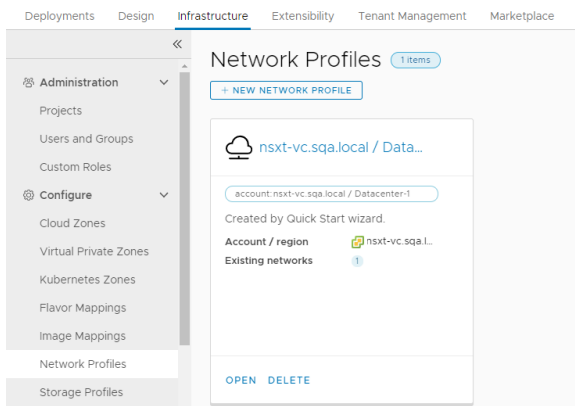 Deployments Design Infrastructure Extensibility Tenant Management Marketplace
«
Administration
Projects
Users and Groups
Custom Roles
Configure
Cloud Zones
Virtual Private Zones
Kubernetes Zones
Flavor Mappings
Image Mappings
Network Profiles
Storage Profiles
Network Profiles 1 items
+ NEW NETWORK PROFILE
nsxt-vc.sqa.local / Data...
account:nsxt-vc.sqa.local / Datacenter-1
Created by Quick Start wizard.
Account / region nsxt-vc.sqa.l...
Existing networks 1
OPEN DELETE